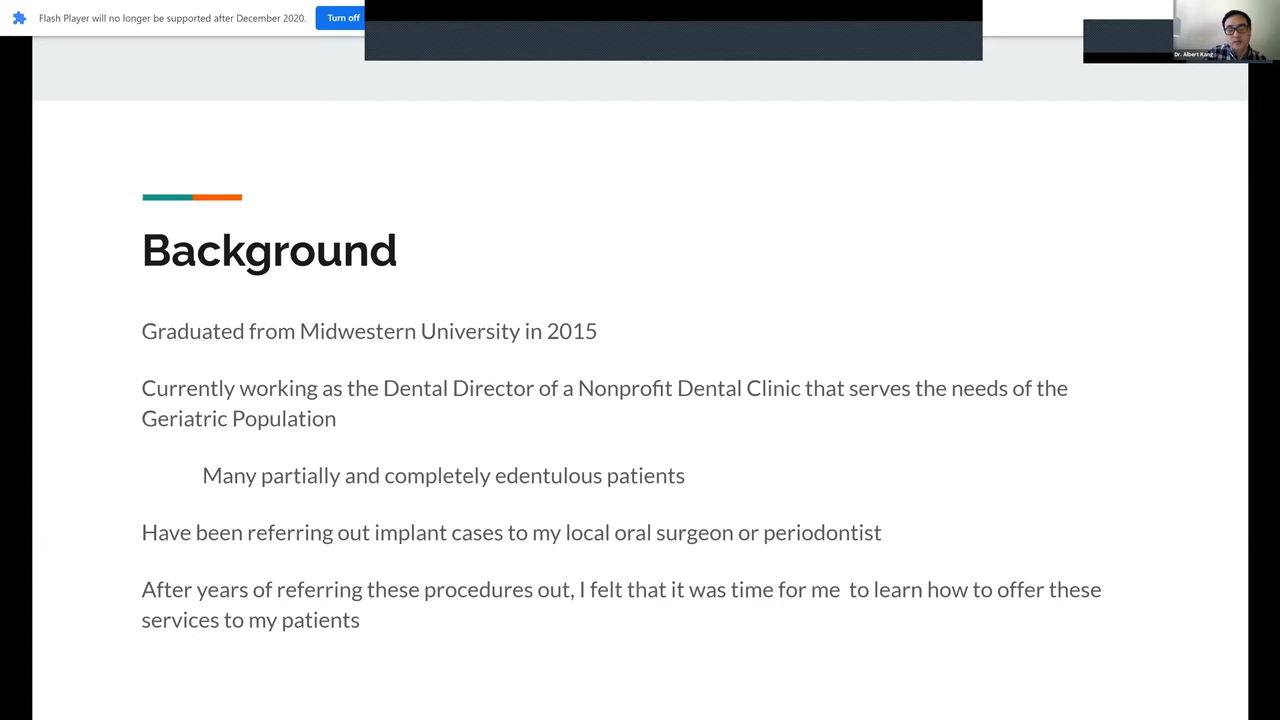 Flash Player will no longer be supported after December 2020.
Turn off
Dr. Albert Kang
Background
Graduated from Midwestern University in 2015
Currently working as the Dental Director of a Nonprofit Dental Clinic that serves the needs of the
Geriatric Population
Many partially and completely edentulous patients
Have been referring out implant cases to my local oral surgeon or periodontist
After years of referring these procedures out, I felt that it was time for me  to learn how to offer these
services to my patients